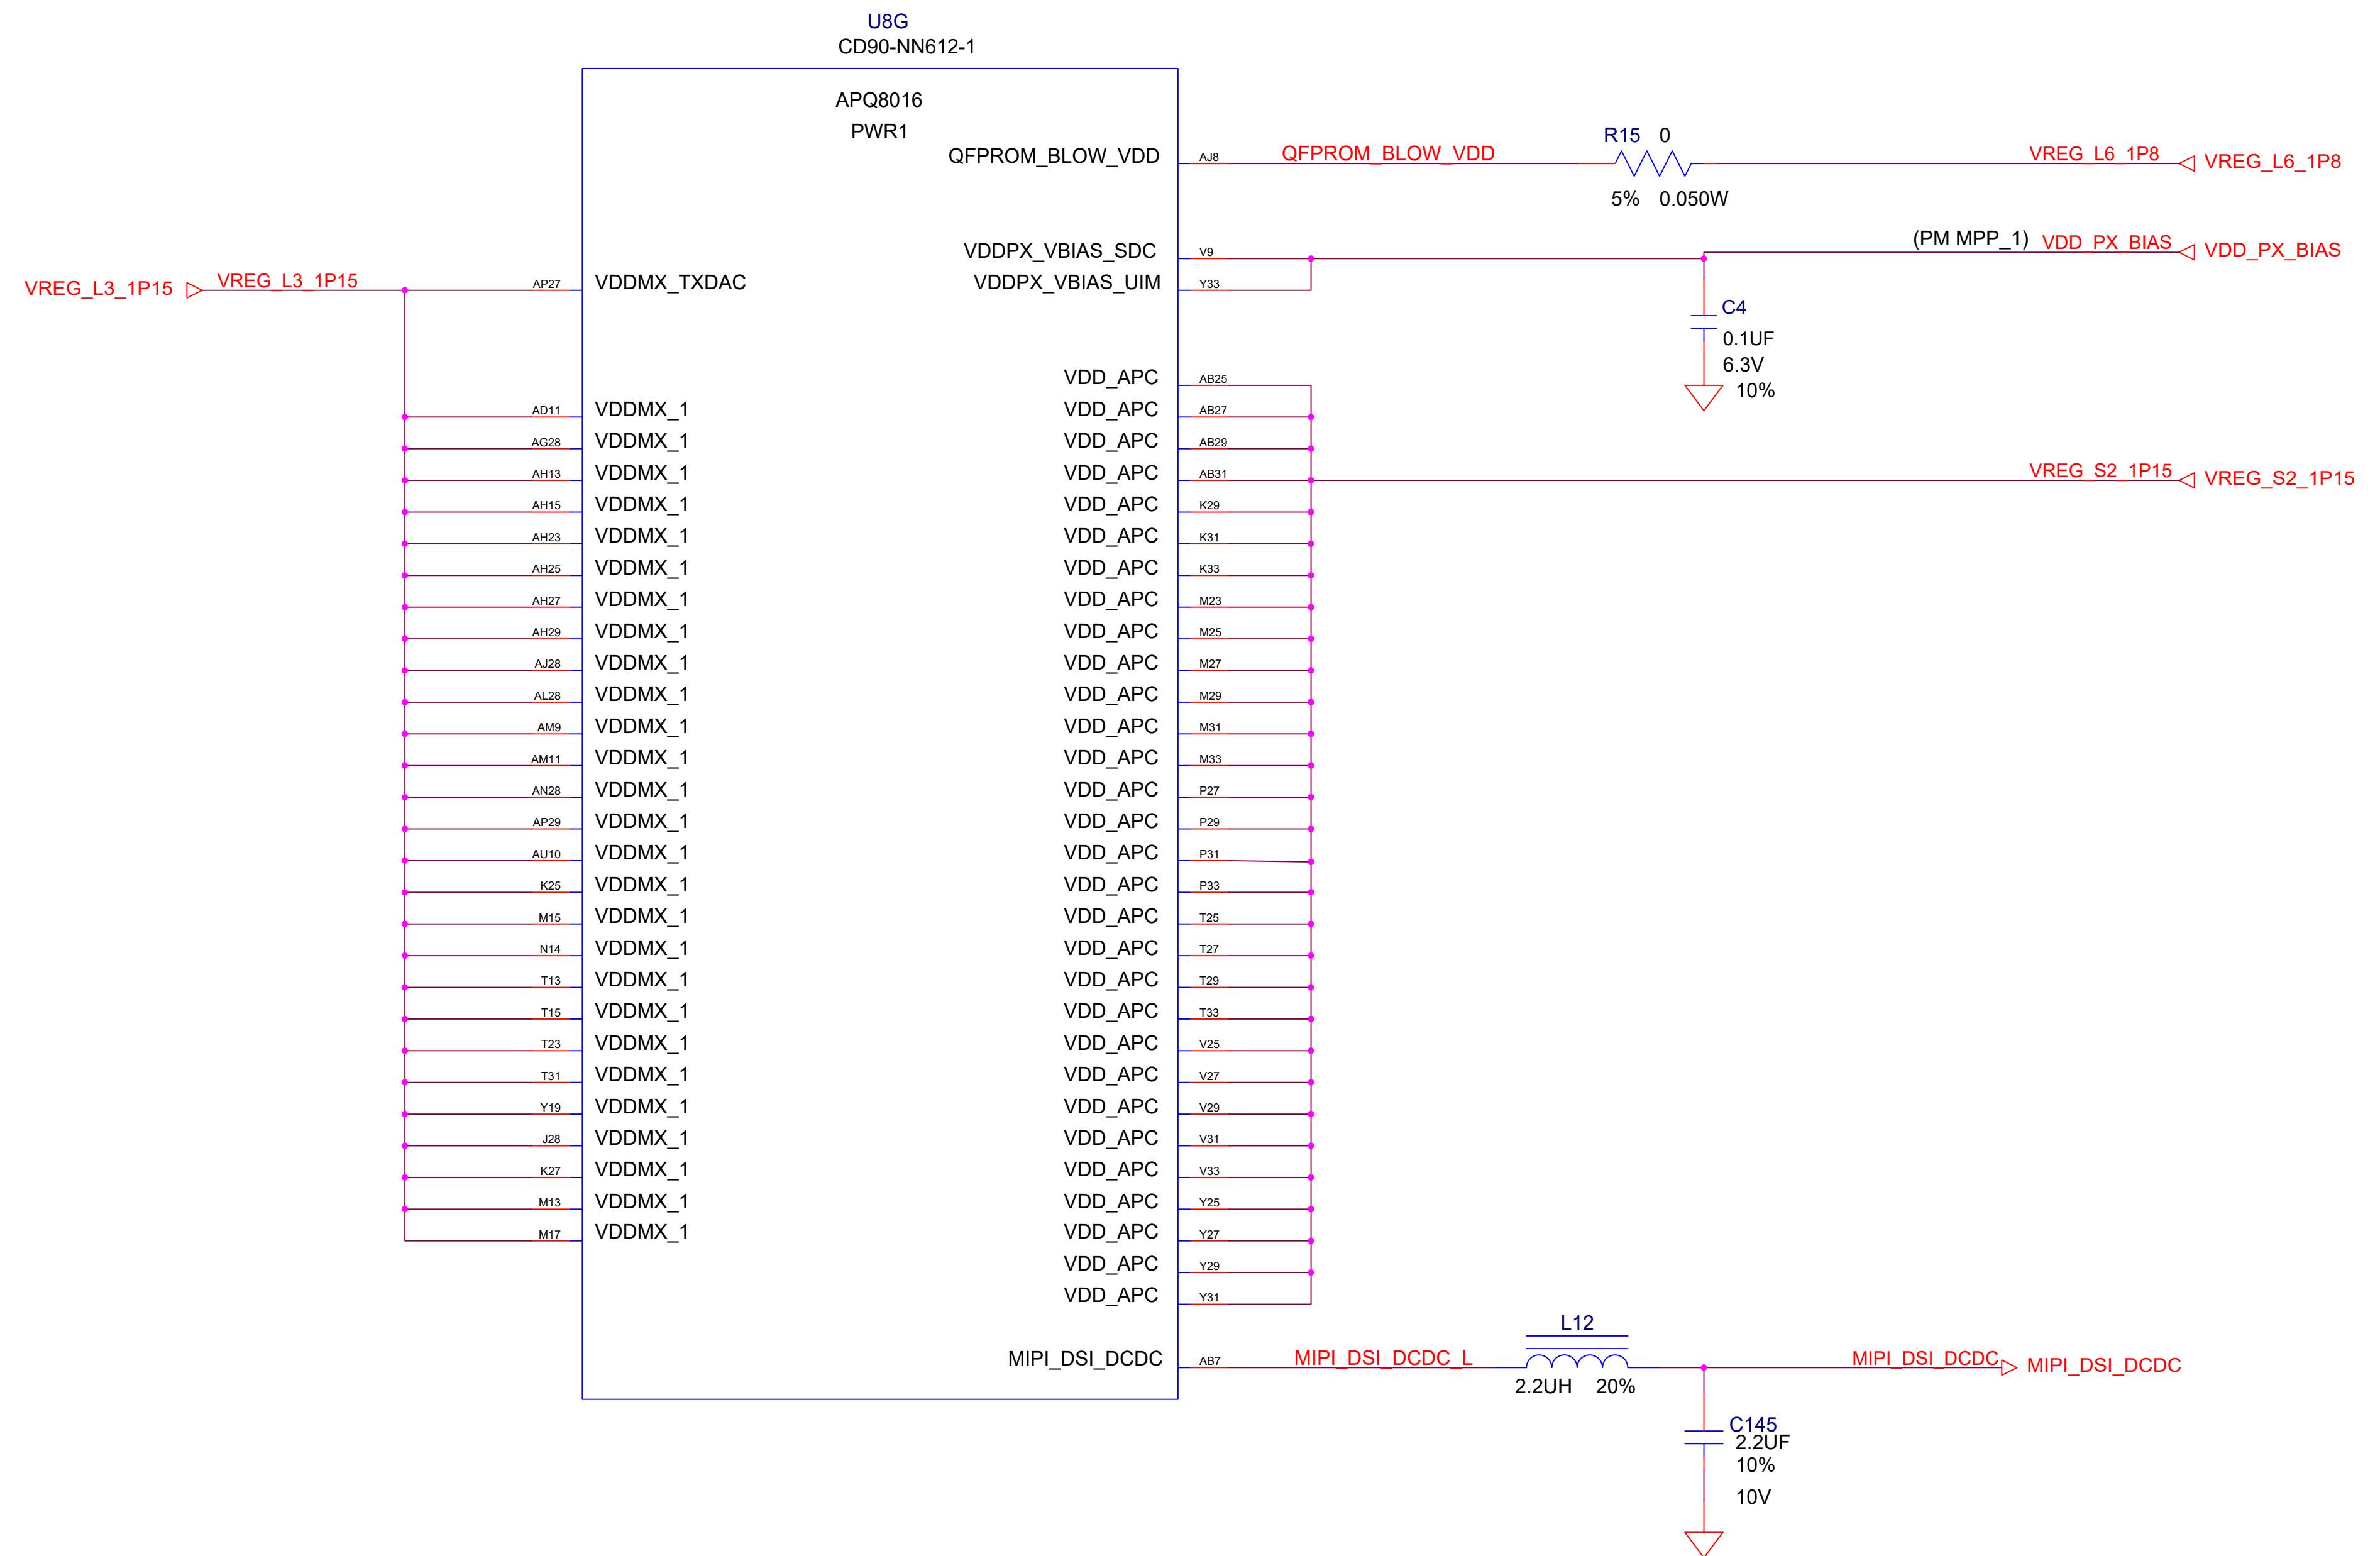 U8G
CD90-NN612-1
APQ8016
PWR1
QFPROM_BLOW_VDD AJ8 QFPROM_BLOW_VDD R15 0 VREG_L6_1P8 VREG_L6_1P8
5% 0.050W
VDDPX_VBIAS_SDC V9 (PM MPP_1) VDD_PX_BIAS VDD_PX_BIAS
VREG_L3_1P15 VREG_L3_1P15 AP27 VDDMX_TXDAC VDDPX_VBIAS_UIM Y33
C4
0.1UF
6.3V
10%
VDD_APC AB25
AD11 VDDMX_1 VDD_APC AB27
AG28 VDDMX_1 VDD_APC AB29
AH13 VDDMX_1 VDD_APC AB31 VREG_S2_1P15 VREG_S2_1P15
AH15 VDDMX_1 VDD_APC K29
AH23 VDDMX_1 VDD_APC K31
AH25 VDDMX_1 VDD_APC K33
AH27 VDDMX_1 VDD_APC M23
AH29 VDDMX_1 VDD_APC M25
AJ28 VDDMX_1 VDD_APC M27
AL28 VDDMX_1 VDD_APC M29
AM9 VDDMX_1 VDD_APC M31
AM11 VDDMX_1 VDD_APC M33
AN28 VDDMX_1 VDD_APC P27
AP29 VDDMX_1 VDD_APC P29
AU10 VDDMX_1 VDD_APC P31
K25 VDDMX_1 VDD_APC P33
M15 VDDMX_1 VDD_APC T25
N14 VDDMX_1 VDD_APC T27
T13 VDDMX_1 VDD_APC T29
T15 VDDMX_1 VDD_APC T33
T23 VDDMX_1 VDD_APC V25
T31 VDDMX_1 VDD_APC V27
Y19 VDDMX_1 VDD_APC V29
J28 VDDMX_1 VDD_APC V31
K27 VDDMX_1 VDD_APC V33
M13 VDDMX_1 VDD_APC Y25
M17 VDDMX_1 VDD_APC Y27
VDD_APC Y29
VDD_APC Y31
L12
MIPI_DSI_DCDC AB7 MIPI_DSI_DCDC_L MIPI_DSI_DCDC MIPI_DSI_DCDC
2.2UH 20%
C145
2.2UF
10%
10V